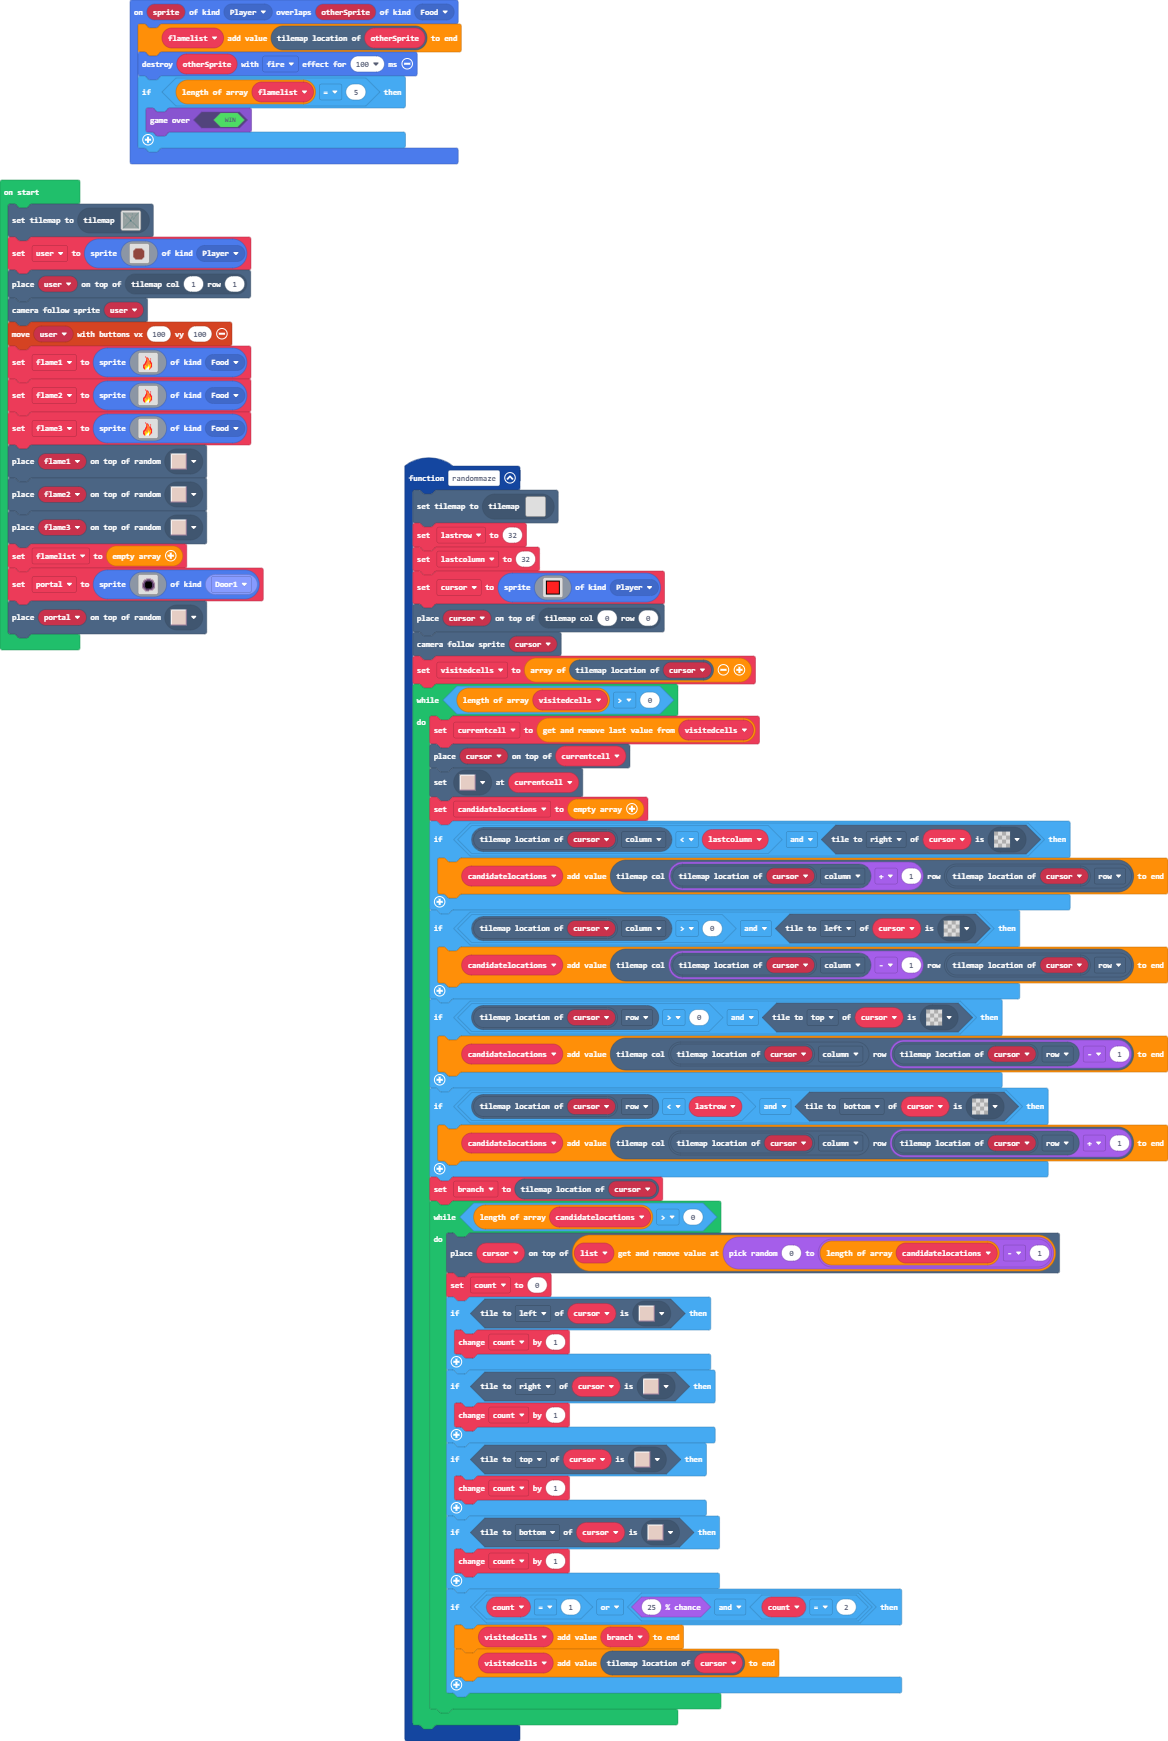 on sprite of kind Player overlaps otherSprite of kind Food
flamelist add value tilemap location of otherSprite to end
destroy otherSprite with fire effect for 100 ms
if length of array flamelist = 5 then
game over WIN
on start
set tilemap to tilemap
set user to sprite of kind Player
place user on top of tilemap col 1 row 1
camera follow sprite user
move user with buttons vx 100 vy 100
set flame1 to sprite of kind Food
set flame2 to sprite of kind Food
set flame3 to sprite of kind Food
place flame1 on top of random
place flame2 on top of random
place flame3 on top of random
set flamelist to empty array
set portal to sprite of kind Door1
place portal on top of random
function randommaze
set tilemap to tilemap
set lastrow to 32
set lastcolumn to 32
set cursor to sprite of kind Player
place cursor on top of tilemap col 0 row 0
camera follow sprite cursor
set visitedcells to array of tilemap location of cursor
while length of array visitedcells > 0
do
set currentcell to get and remove last value from visitedcells
place cursor on top of currentcell
set at currentcell
set candidatelocations to empty array
if tilemap location of cursor column < lastcolumn and tile to right of cursor is then
candidatelocations add value tilemap col tilemap location of cursor column + 1 row tilemap location of cursor row to end
if tilemap location of cursor column > 0 and tile to left of cursor is then
candidatelocations add value tilemap col tilemap location of cursor column - 1 row tilemap location of cursor row to end
if tilemap location of cursor row > 0 and tile to top of cursor is then
candidatelocations add value tilemap col tilemap location of cursor column row tilemap location of cursor row - 1 to end
if tilemap location of cursor row < lastrow and tile to bottom of cursor is then
candidatelocations add value tilemap col tilemap location of cursor column row tilemap location of cursor row + 1 to end
set branch to tilemap location of cursor
while length of array candidatelocations > 0
do
place cursor on top of list get and remove value at pick random 0 to length of array candidatelocations - 1
set count to 0
if tile to left of cursor is then
change count by 1
if tile to right of cursor is then
change count by 1
if tile to top of cursor is then
change count by 1
if tile to bottom of cursor is then
change count by 1
if count = 1 or 25 % chance and count = 2 then
visitedcells add value branch to end
visitedcells add value tilemap location of cursor to end